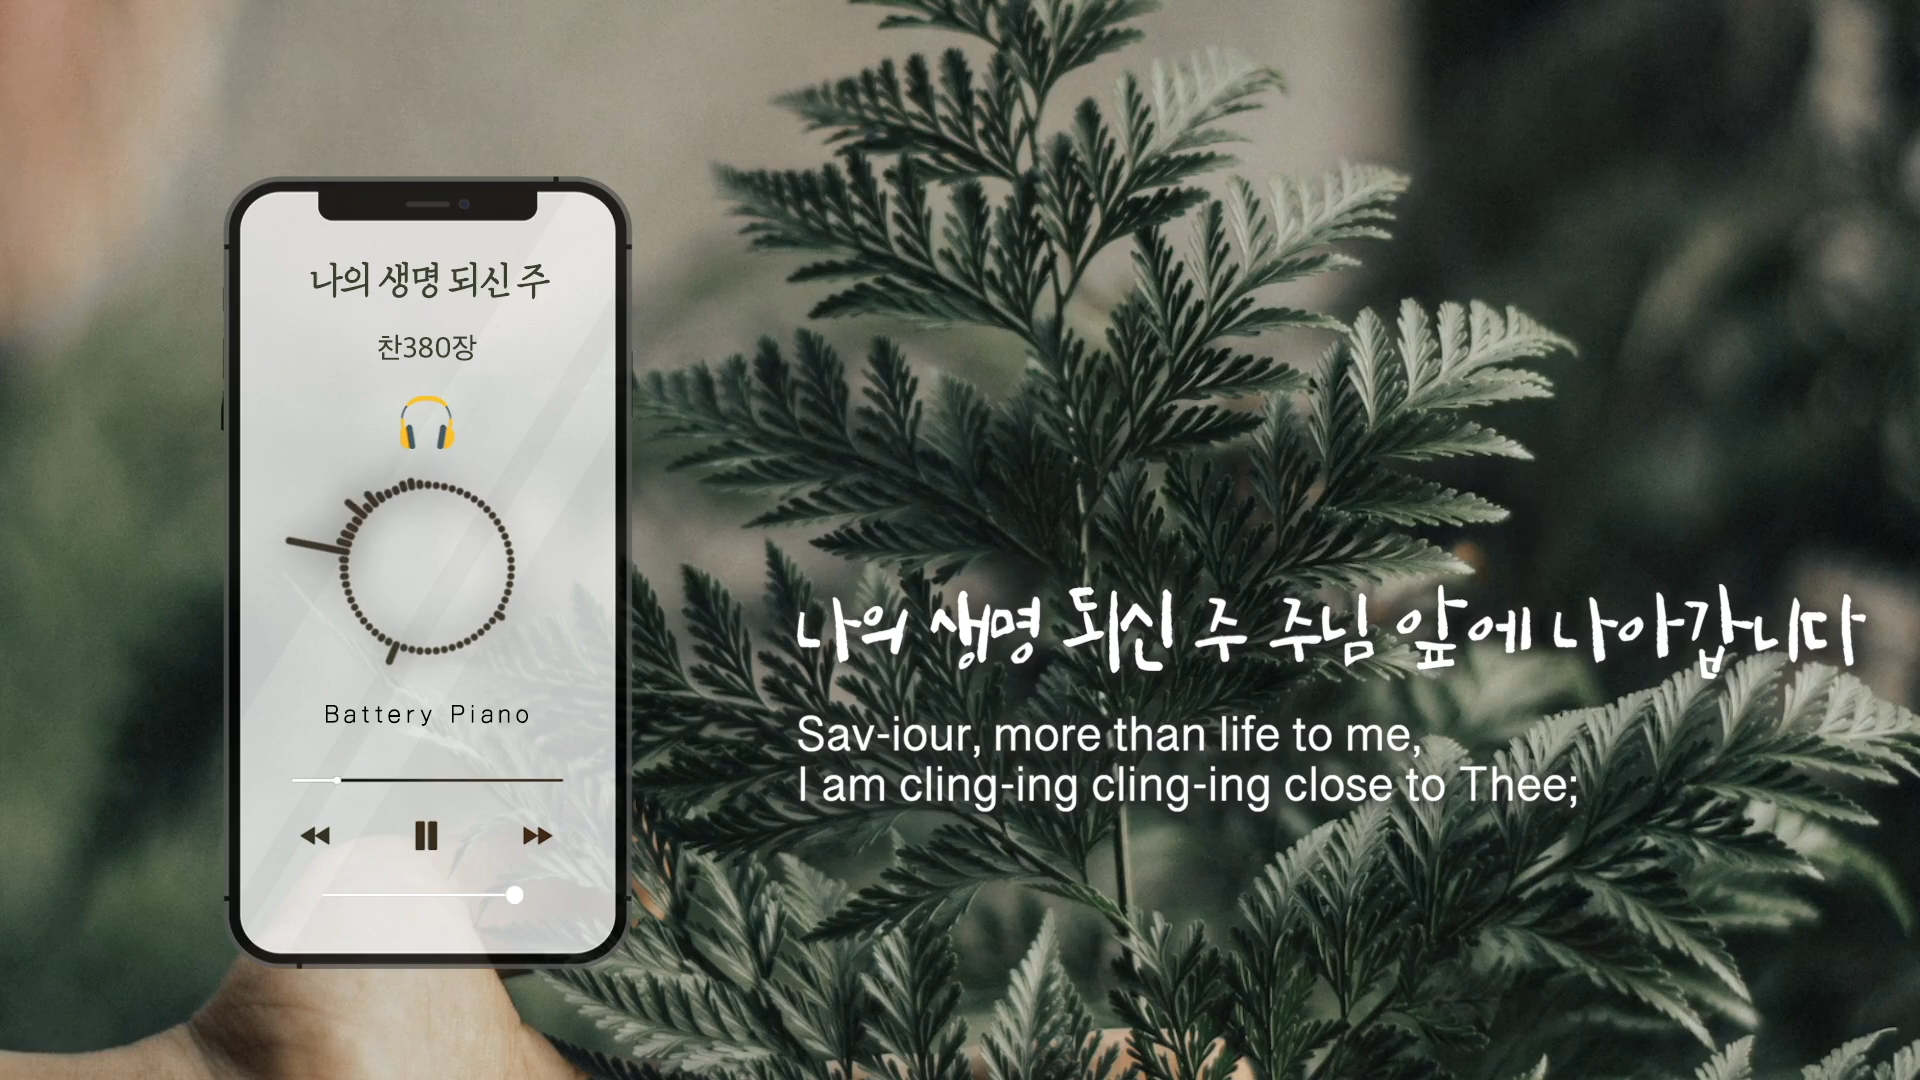 나의 생명 되신 주
찬380장
Battery Piano
나의 생명 되신 주 주님 앞에 나아갑니다
Sav-iour, more than life to me,
I am cling-ing cling-ing close to Thee;